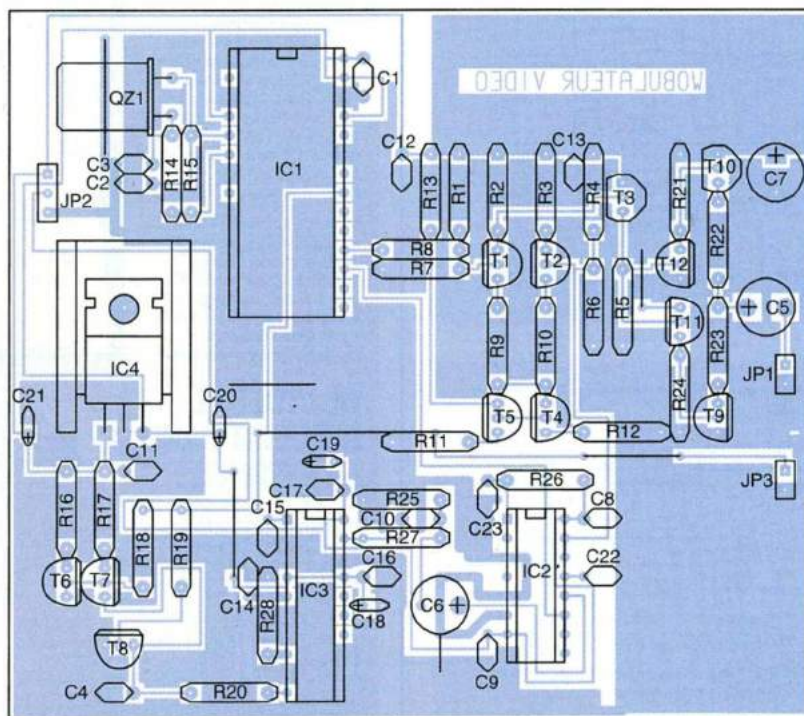 WOBULATEUR VIDEO
QZ1
C1
C3
C2
R14
R15
IC1
JP2
C12
R13
R1
R2
R3
C13
R4
T3
R21
T10
C7
R22
R8
R7
T1
T2
T12
R6
R5
T11
C5
R9
R10
R23
R24
JP1
IC4
C21
C20
T5
T4
T9
R11
R12
C19
C11
C17
R16
R17
R18
R19
C15
R25
C10
R27
R26
C23
C8
JP3
T6
T7
C14
R28
IC3
C16
C18
C6
IC2
C22
T8
C4
R20
C9